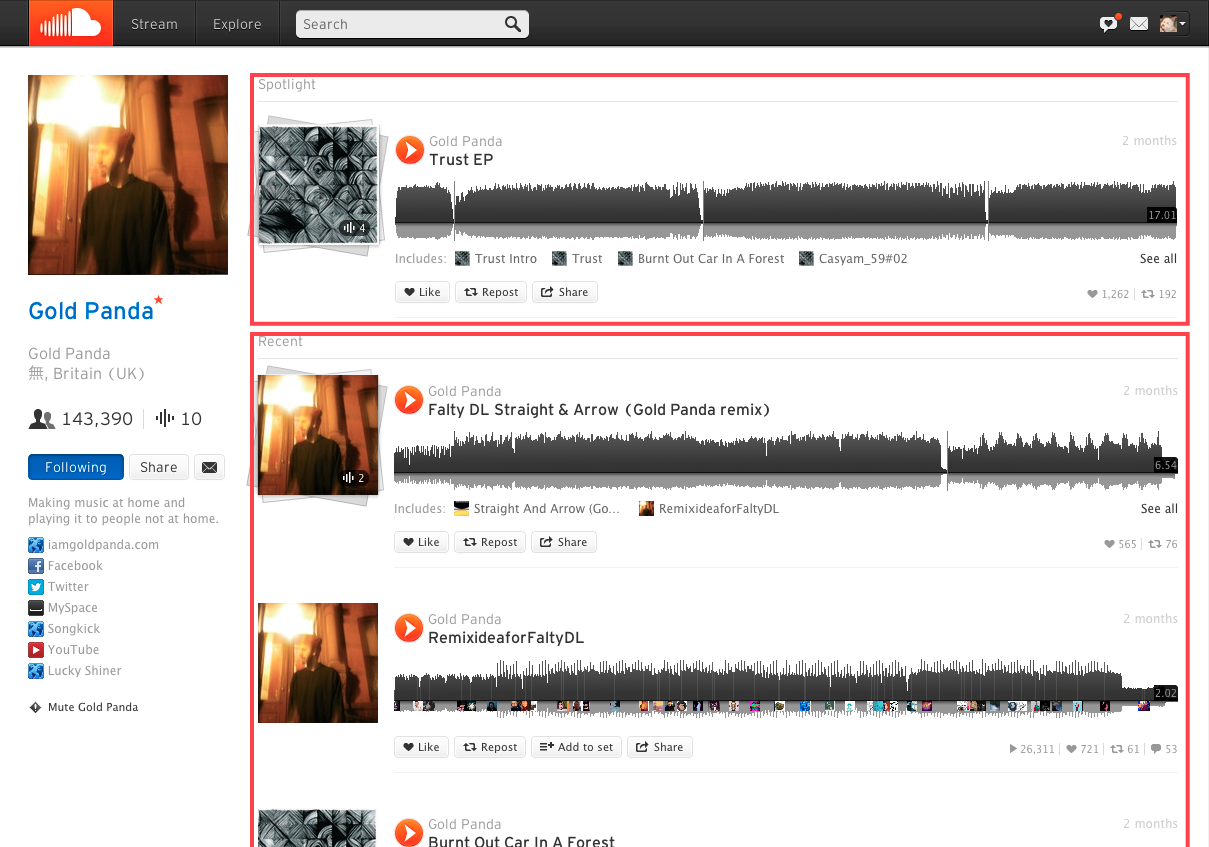 Stream
Explore
Search
Gold Panda
Gold Panda
無, Britain (UK)
143,390
10
Following
Share
Making music at home and
playing it to people not at home.
iamgoldpanda.com
Facebook
Twitter
MySpace
Songkick
YouTube
Lucky Shiner
Mute Gold Panda
Spotlight
4
Gold Panda
2 months
Trust EP
17.01
Includes: Trust Intro Trust Burnt Out Car In A Forest Casyam_59#02 See all
Like Repost Share 1,262 192
Recent
2
Gold Panda
2 months
Falty DL Straight & Arrow (Gold Panda remix)
6.54
Includes: Straight And Arrow (Go... RemixideaforFaltyDL See all
Like Repost Share 565 76
Gold Panda
2 months
RemixideaforFaltyDL
2.02
Like Repost Add to set Share 26,311 721 61 53
Gold Panda
2 months
Burnt Out Car In A Forest